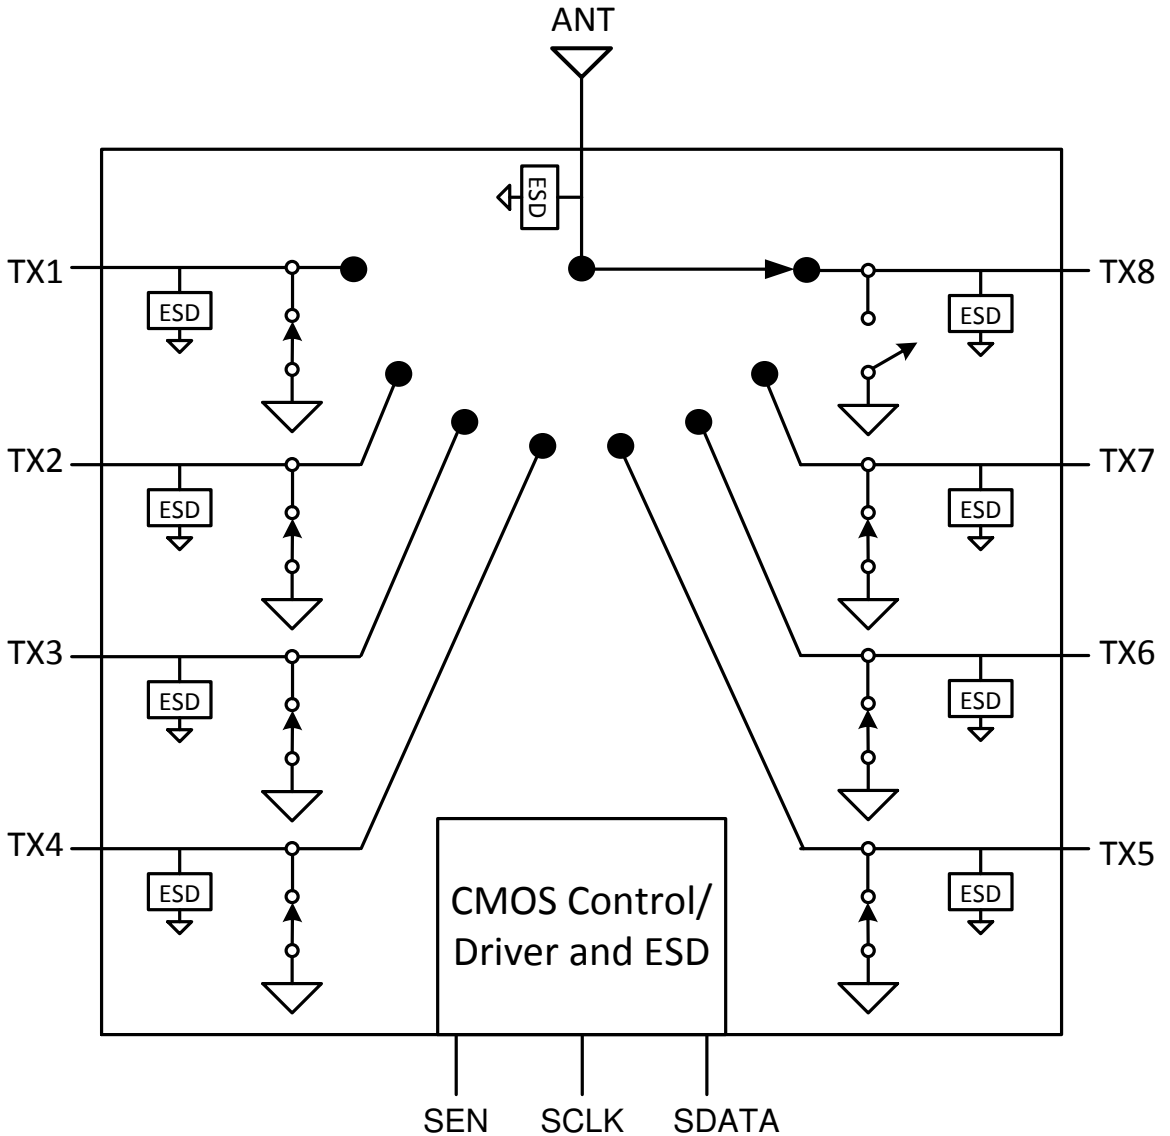 ANT
ESD
TX1
TX8
ESD
ESD
TX2
TX7
ESD
ESD
TX3
TX6
ESD
ESD
TX4
TX5
ESD
ESD
CMOS Control/
Driver and ESD
SEN
SCLK
SDATA